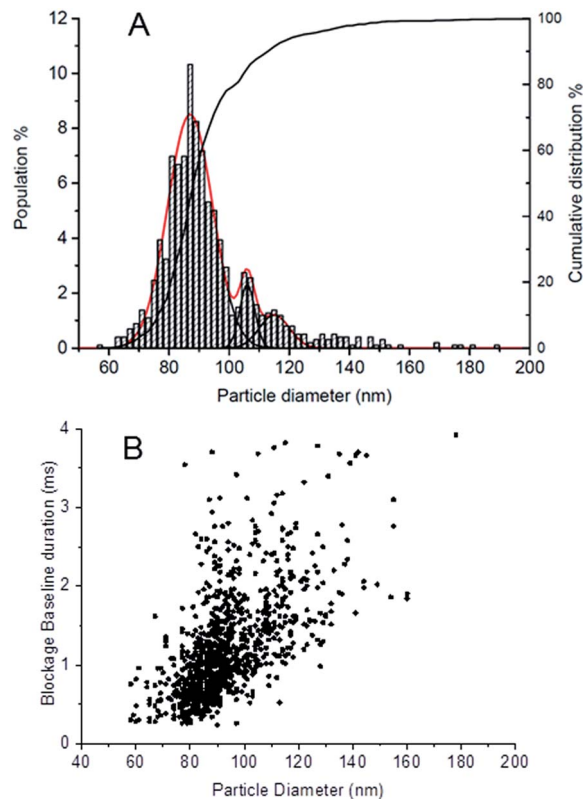 A
12
10
8
6
4
2
0
Population %
100
80
60
40
20
0
Cumulative distribution %
60 80 100 120 140 160 180 200
Particle diameter (nm)
B
4
3
2
1
0
Blockage Baseline duration (ms)
40 60 80 100 120 140 160 180 200
Particle Diameter (nm)